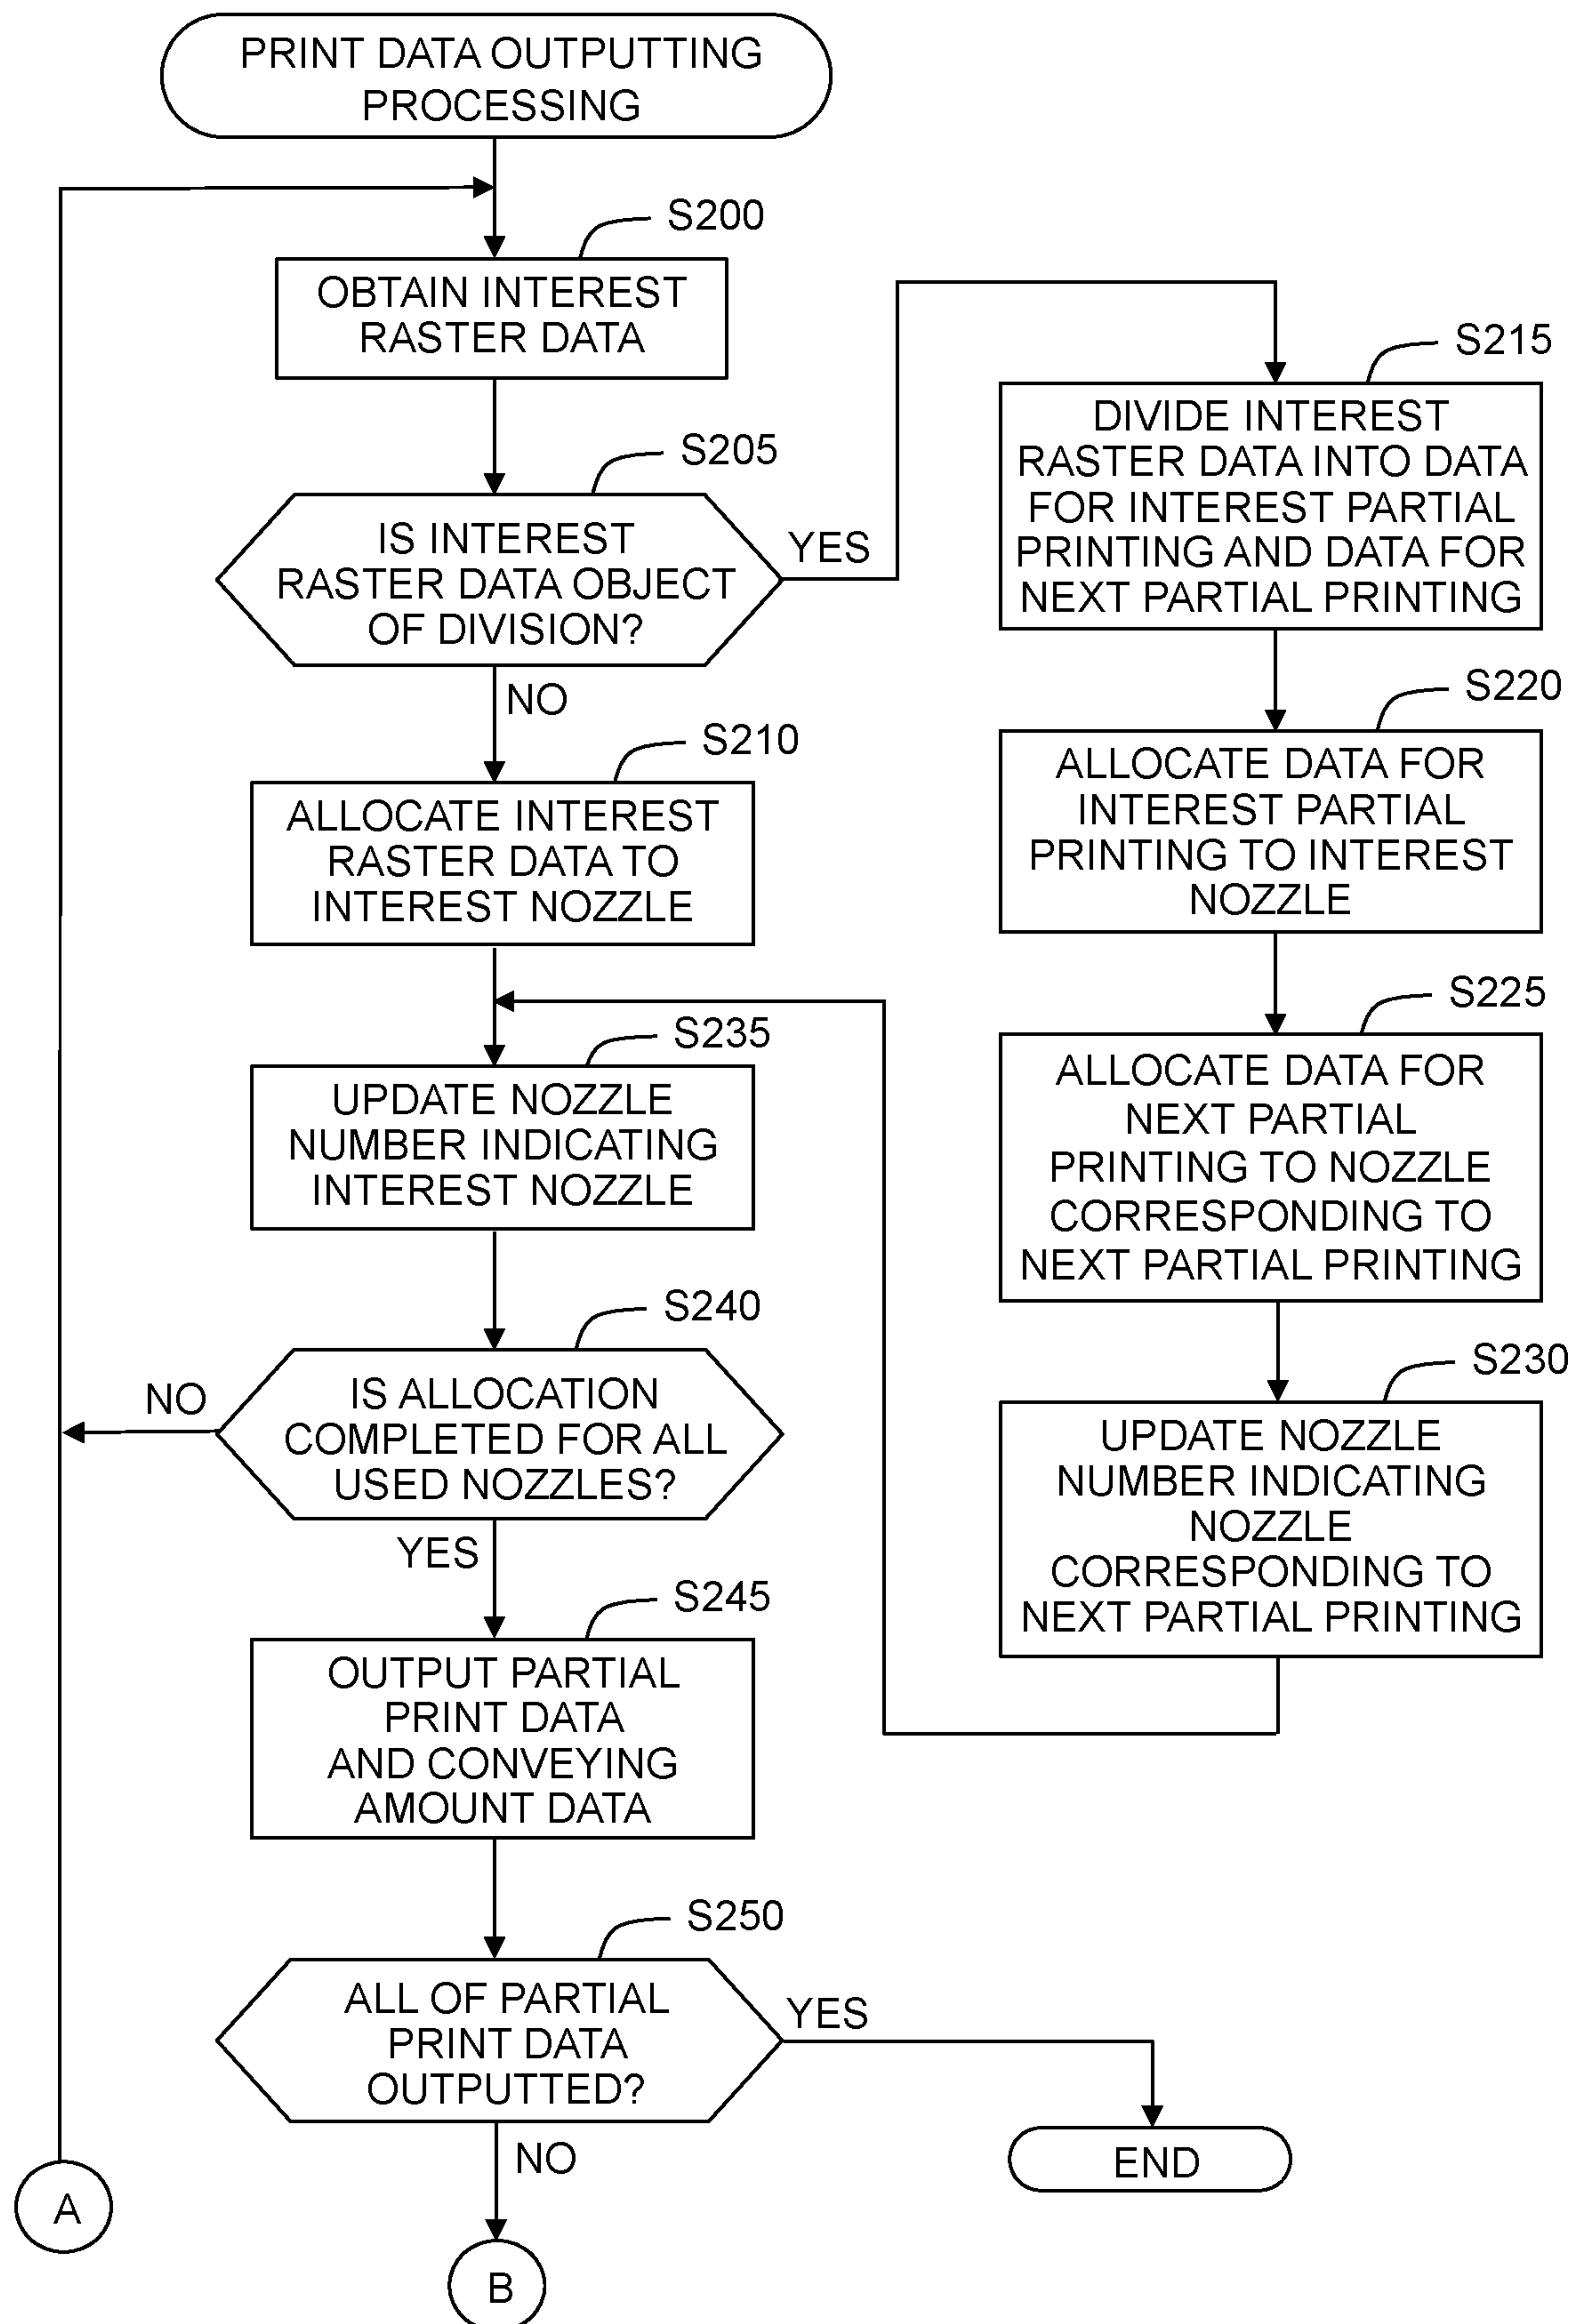 PRINT DATA OUTPUTTING
PROCESSING
S200
OBTAIN INTEREST
RASTER DATA
S205
IS INTEREST
RASTER DATA OBJECT
OF DIVISION?
YES
NO
S210
ALLOCATE INTEREST
RASTER DATA TO
INTEREST NOZZLE
S215
DIVIDE INTEREST
RASTER DATA INTO DATA
FOR INTEREST PARTIAL
PRINTING AND DATA FOR
NEXT PARTIAL PRINTING
S220
ALLOCATE DATA FOR
INTEREST PARTIAL
PRINTING TO INTEREST
NOZZLE
S225
ALLOCATE DATA FOR
NEXT PARTIAL
PRINTING TO NOZZLE
CORRESPONDING TO
NEXT PARTIAL PRINTING
S230
UPDATE NOZZLE
NUMBER INDICATING
NOZZLE
CORRESPONDING TO
NEXT PARTIAL PRINTING
S235
UPDATE NOZZLE
NUMBER INDICATING
INTEREST NOZZLE
S240
IS ALLOCATION
COMPLETED FOR ALL
USED NOZZLES?
NO
YES
S245
OUTPUT PARTIAL
PRINT DATA
AND CONVEYING
AMOUNT DATA
S250
ALL OF PARTIAL
PRINT DATA
OUTPUTTED?
YES
NO
END
A
B